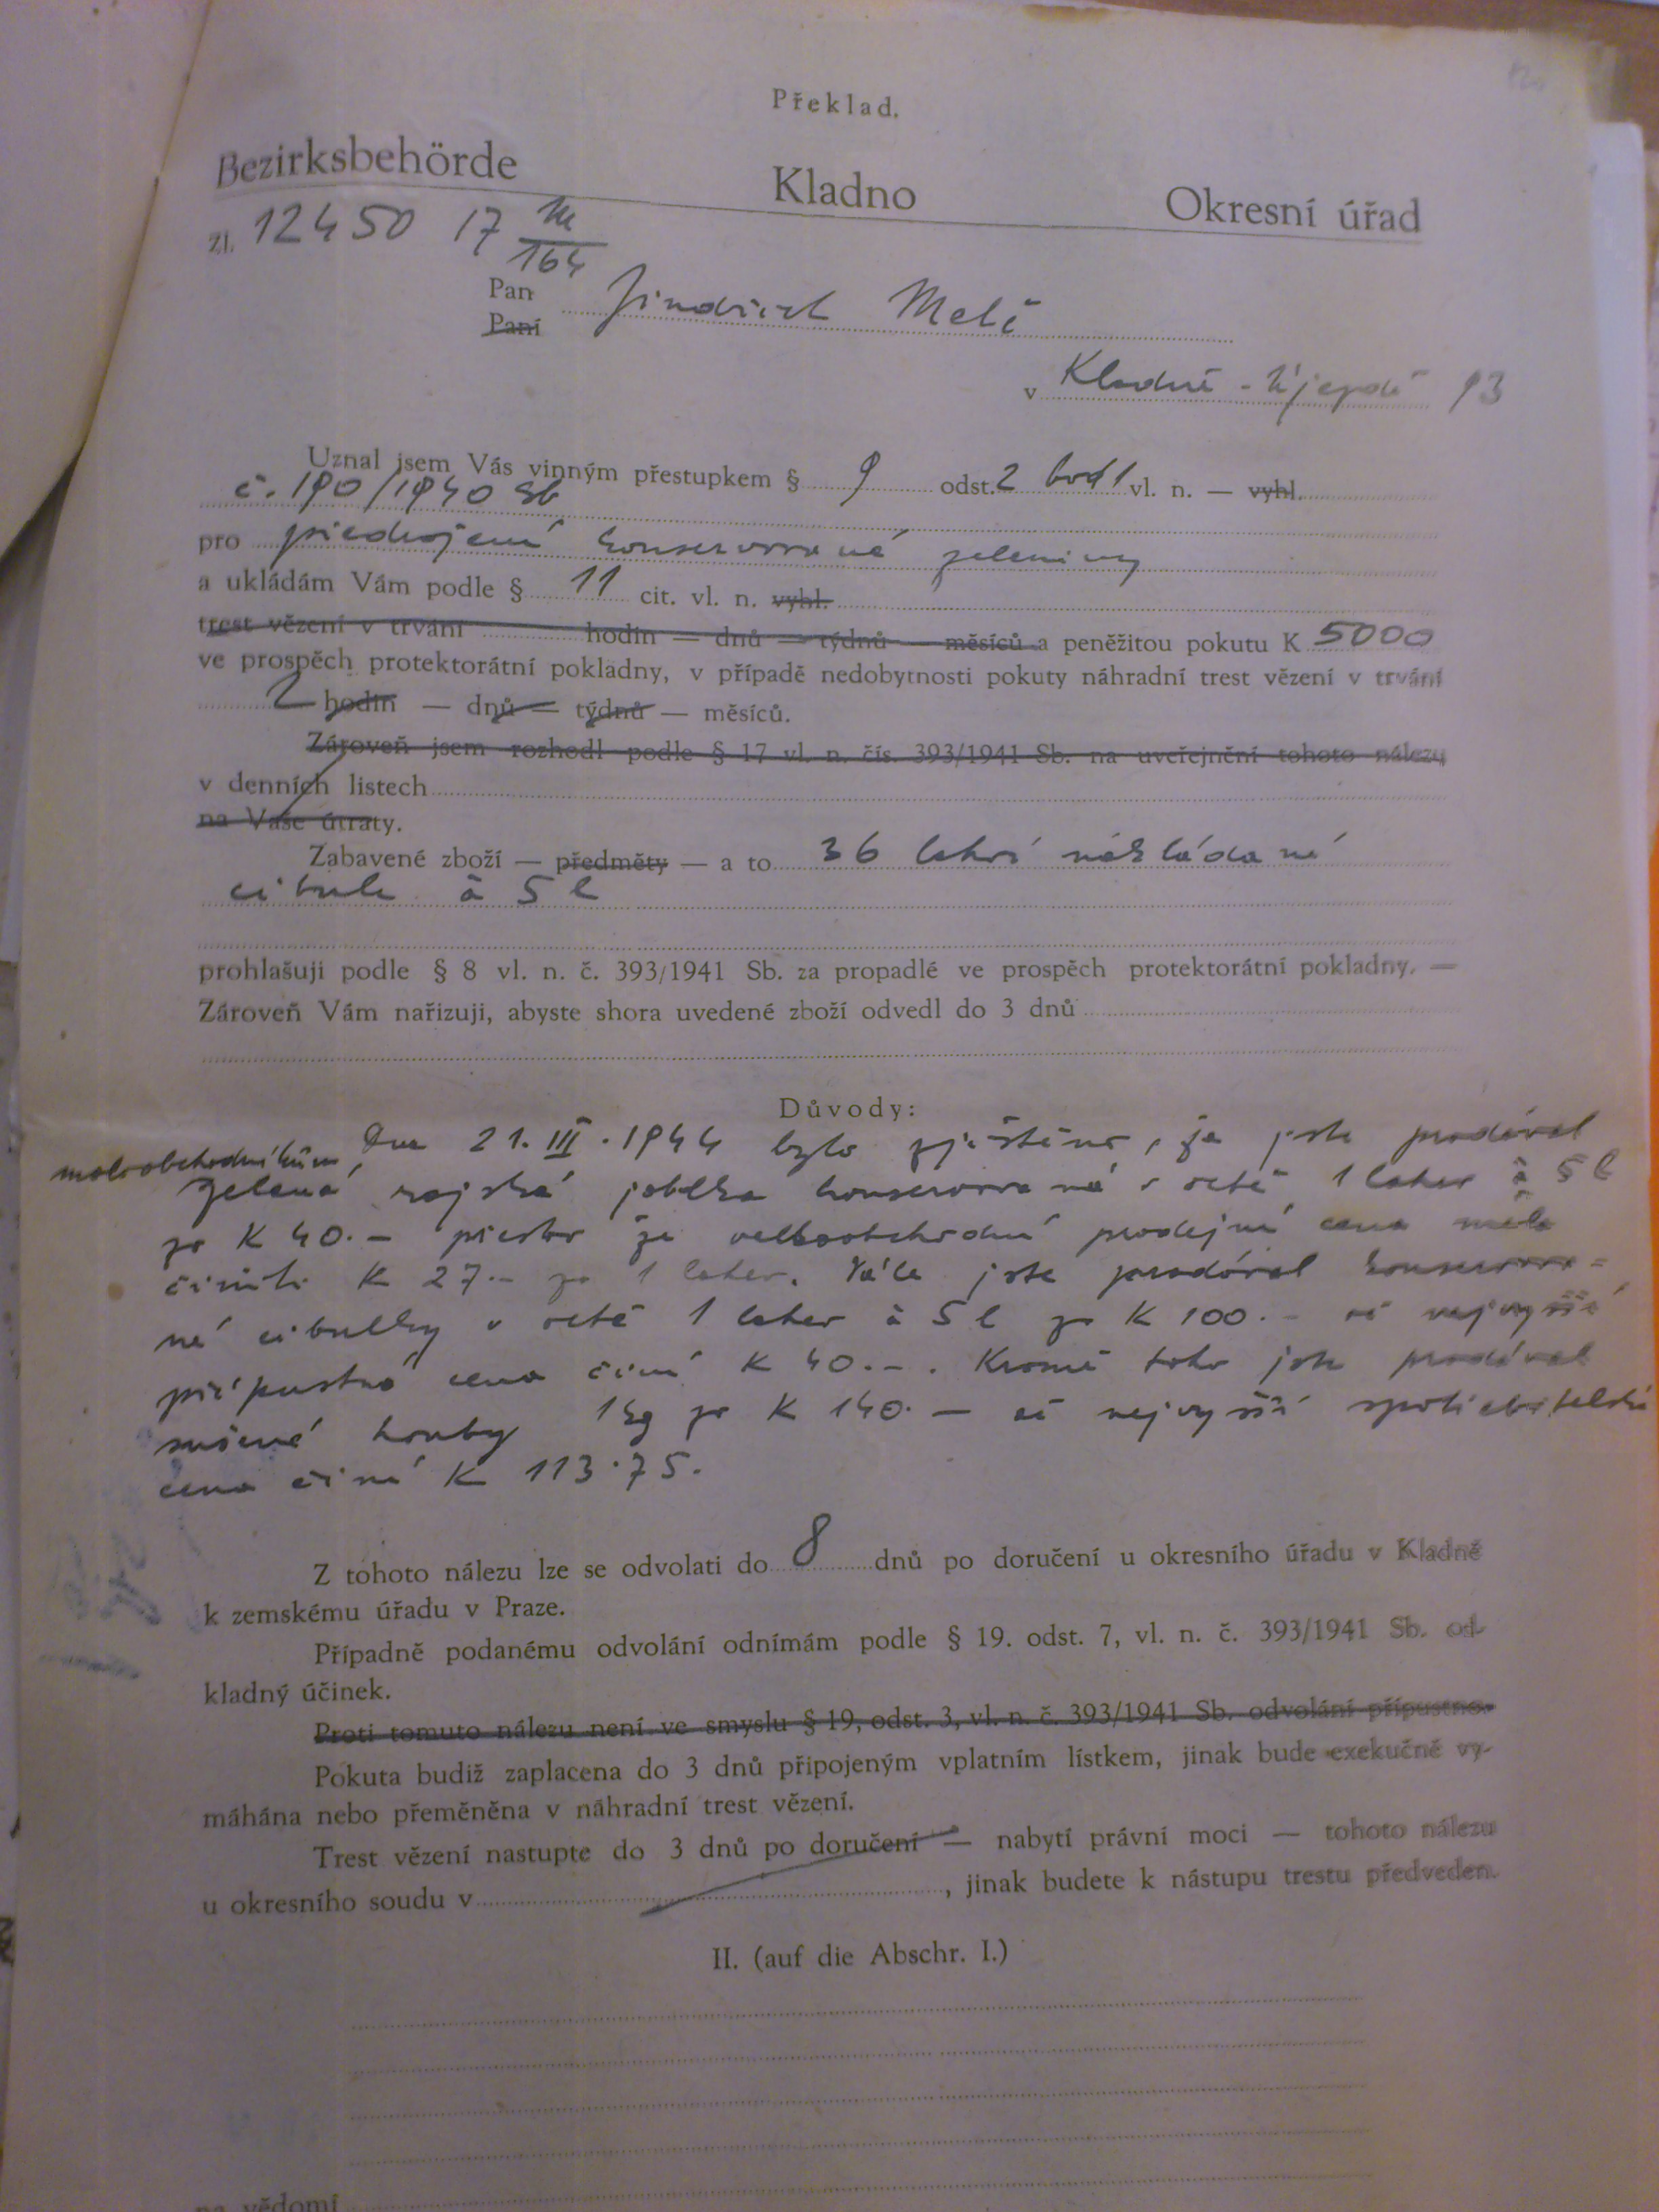 Překlad.
Bezirksbehörde Kladno Okresní úřad
Zl. 12450 17 M/164
Pan Jindřich Melč
Paní
v Kladně - Újezdě 93
Uznal jsem Vás vinným přestupkem § 9 odst. 2 bod 1 vl. n. — vyhl.
č. 190/1940 Sb
pro předražení konservované zeleniny
a ukládám Vám podle § 11 cit. vl. n. vyhl.
trest vězení v trvání hodin — dnů — týdnů — měsíců a peněžitou pokutu K 5000
ve prospěch protektorátní pokladny, v případě nedobytnosti pokuty náhradní trest vězení v trvání
2 hodin — dnů — týdnů — měsíců.
Zároveň jsem rozhodl podle § 17 vl. n. čís. 393/1941 Sb. na uveřejnění tohoto nálezu
v denních listech
na Vaše útraty.
Zabavené zboží — předměty — a to 36 lahví nákládané
cibule à 5 l
prohlašuji podle § 8 vl. n. č. 393/1941 Sb. za propadlé ve prospěch protektorátní pokladny. —
Zároveň Vám nařizuji, abyste shora uvedené zboží odvedl do 3 dnů
Důvody:
Dne 21. III. 1944 bylo zjištěno, že jste prodával
maloobchodníkům zelená rajská jablka konservovaná v octě 1 lahev à 5 l
za K 40.- přesto že velkoobchodní prodejní cena měla
činiti K 27.- za 1 lahev. Dále jste prodával konservova=
né cibulky v octě 1 lahev à 5 l za K 100.- ač nejvyšší
přípustná cena činí K 40.-. Kromě toho jste prodával
sušené houby 1 kg za K 140.- ač nejvyšší spotřebitelská
cena činí K 113.75.
Z tohoto nálezu lze se odvolati do 8 dnů po doručení u okresního úřadu v Kladně
k zemskému úřadu v Praze.
Případně podanému odvolání odnímám podle § 19. odst. 7, vl. n. č. 393/1941 Sb. od-
kladný účinek.
Proti tomuto nálezu není ve smyslu § 19, odst. 3, vl. n. č. 393/1941 Sb. odvolání přípustno.
Pokuta budiž zaplacena do 3 dnů připojeným vplatním lístkem, jinak bude exekučně vy-
máhána nebo přeměněna v náhradní trest vězení.
Trest vězení nastupte do 3 dnů po doručení — nabytí právní moci — tohoto nálezu
u okresního soudu v , jinak budete k nástupu trestu předveden.
II. (auf die Abschr. I.)
na vědomí